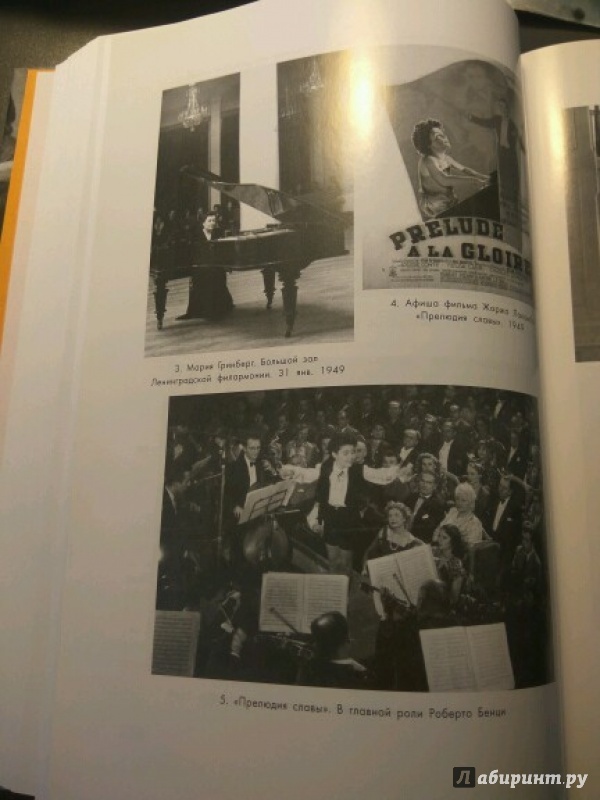 PRELUDE
À LA GLOIRE
4. Афиша фильма Жоржа
«Прелюдия славы». 1949
3. Мария Гринберг. Большой зал
Ленинградской филармонии. 31 янв. 1949
5. «Прелюдия славы». В главной роли Роберто Бенци
Лабиринт.ру